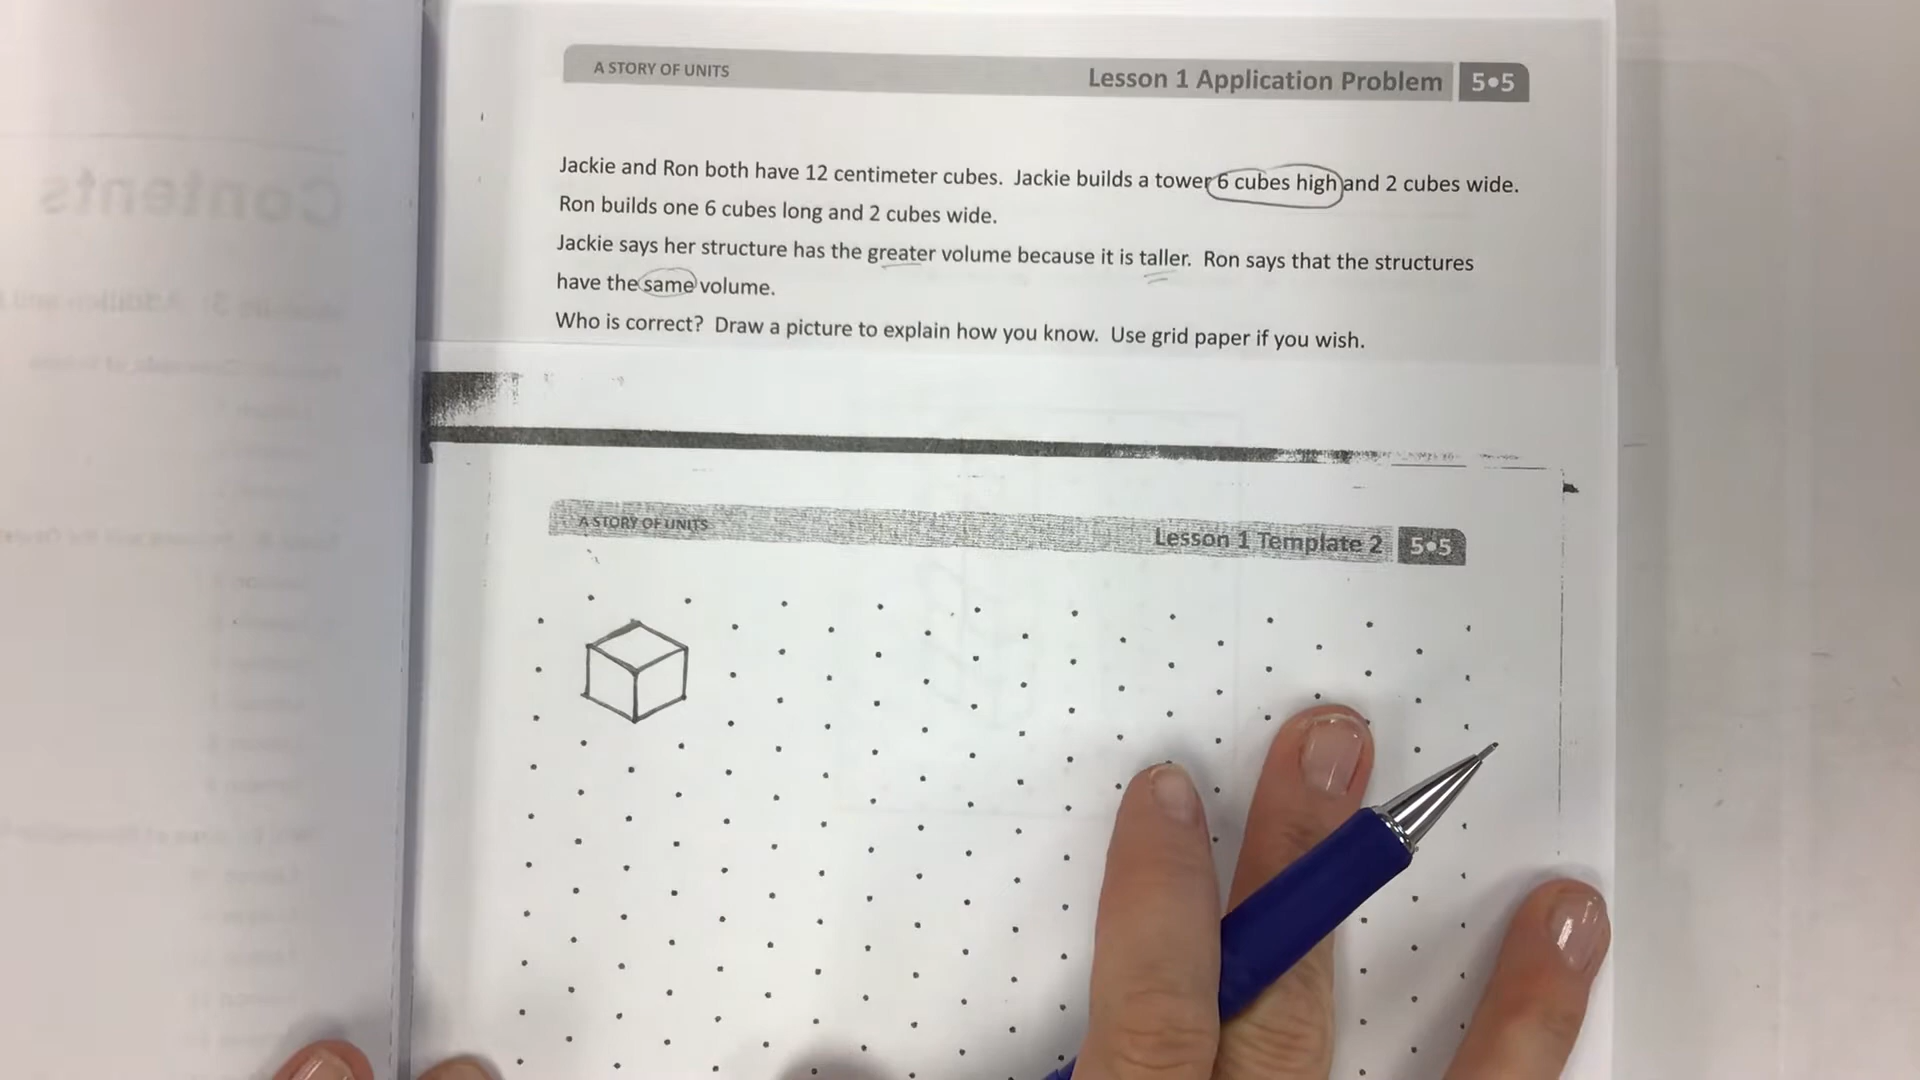 A STORY OF UNITS
Lesson 1 Application Problem 5•5
Jackie and Ron both have 12 centimeter cubes. Jackie builds a tower 6 cubes high and 2 cubes wide.
Ron builds one 6 cubes long and 2 cubes wide.
Jackie says her structure has the greater volume because it is taller. Ron says that the structures
have the same volume.
Who is correct? Draw a picture to explain how you know. Use grid paper if you wish.
A STORY OF UNITS
Lesson 1 Template 2 5•5
Contents